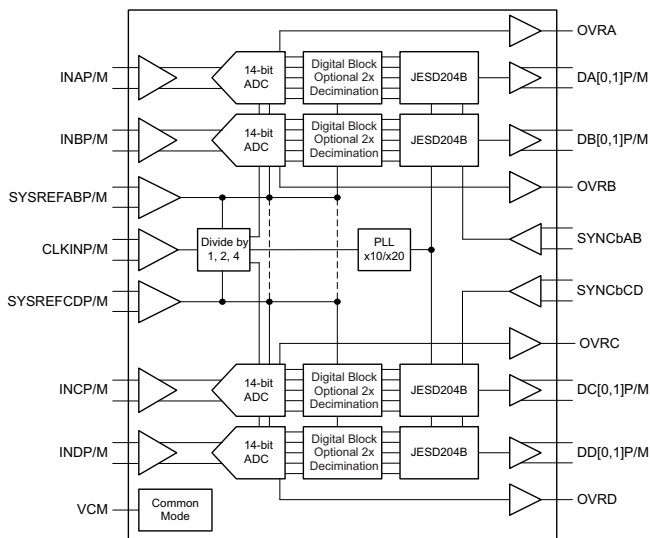 OVRA
INAP/M
14-bit
ADC
Digital Block
Optional 2x
Decimination
JESD204B
DA[0,1]P/M
INBP/M
14-bit
ADC
Digital Block
Optional 2x
Decimination
JESD204B
DB[0,1]P/M
SYSREFABP/M
OVRB
CLKINP/M
Divide by
1, 2, 4
PLL
x10/x20
SYNCbAB
SYSREFCDP/M
SYNCbCD
OVRC
INCP/M
14-bit
ADC
Digital Block
Optional 2x
Decimination
JESD204B
DC[0,1]P/M
INDP/M
14-bit
ADC
Digital Block
Optional 2x
Decimination
JESD204B
DD[0,1]P/M
VCM
Common
Mode
OVRD